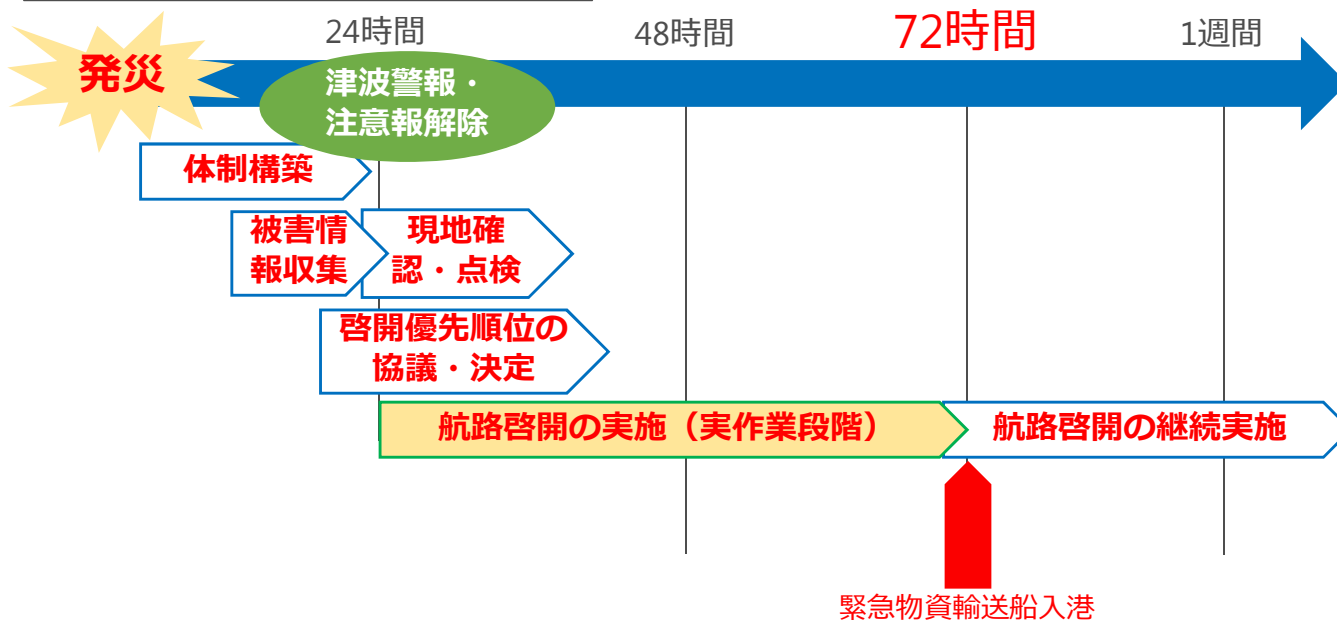 24時間
48時間
72時間
1週間
発災
津波警報・
注意報解除
体制構築
被害情
報収集
現地確
認・点検
啓開優先順位の
協議・決定
航路啓開の実施（実作業段階）
航路啓開の継続実施
緊急物資輸送船入港